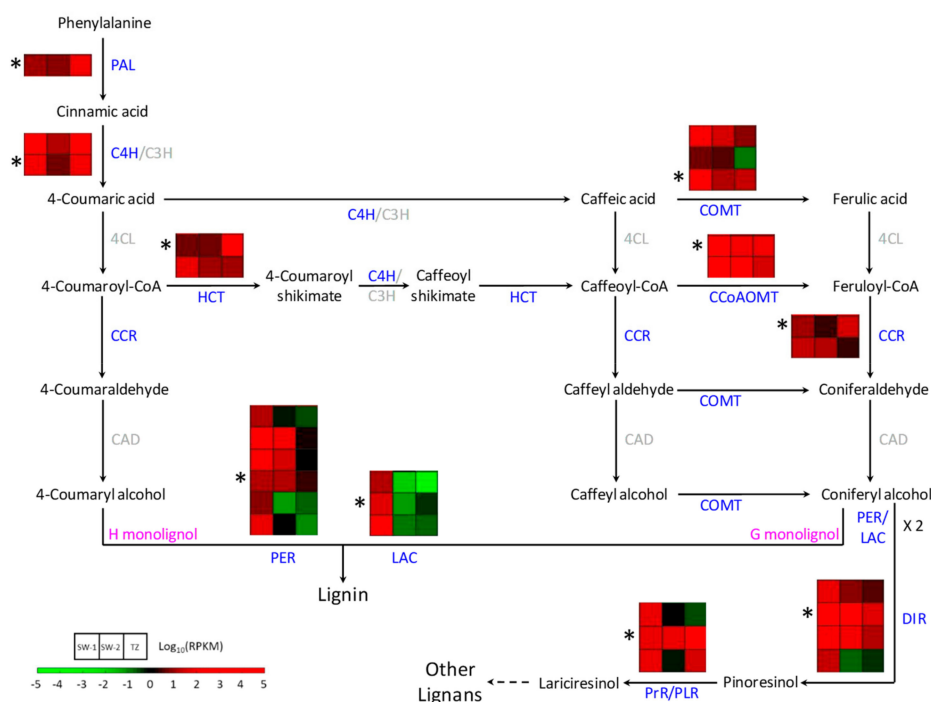 Phenylalanine
*
PAL
Cinnamic acid
*
C4H/C3H
*
4-Coumaric acid
Caffeic acid
Ferulic acid
C4H/C3H
COMT
4CL
*
4CL
*
4CL
4-Coumaroyl-CoA
4-Coumaroyl
shikimate
C4H/
C3H
Caffeoyl
shikimate
Caffeoyl-CoA
Feruloyl-CoA
HCT
HCT
CCoAOMT
*
CCR
CCR
CCR
4-Coumaraldehyde
Caffeyl aldehyde
Coniferaldehyde
COMT
CAD
CAD
CAD
*
*
4-Coumaryl alcohol
Caffeyl alcohol
Coniferyl alcohol
COMT
H monolignol
G monolignol
PER/
LAC
X 2
PER
LAC
Lignin
*
DIR
*
SW-1 SW-2 TZ
Log10(RPKM)
-5 -4 -3 -2 -1 0 1 2 3 4 5
Other
Lignans
Lariciresinol
PrR/PLR
Pinoresinol